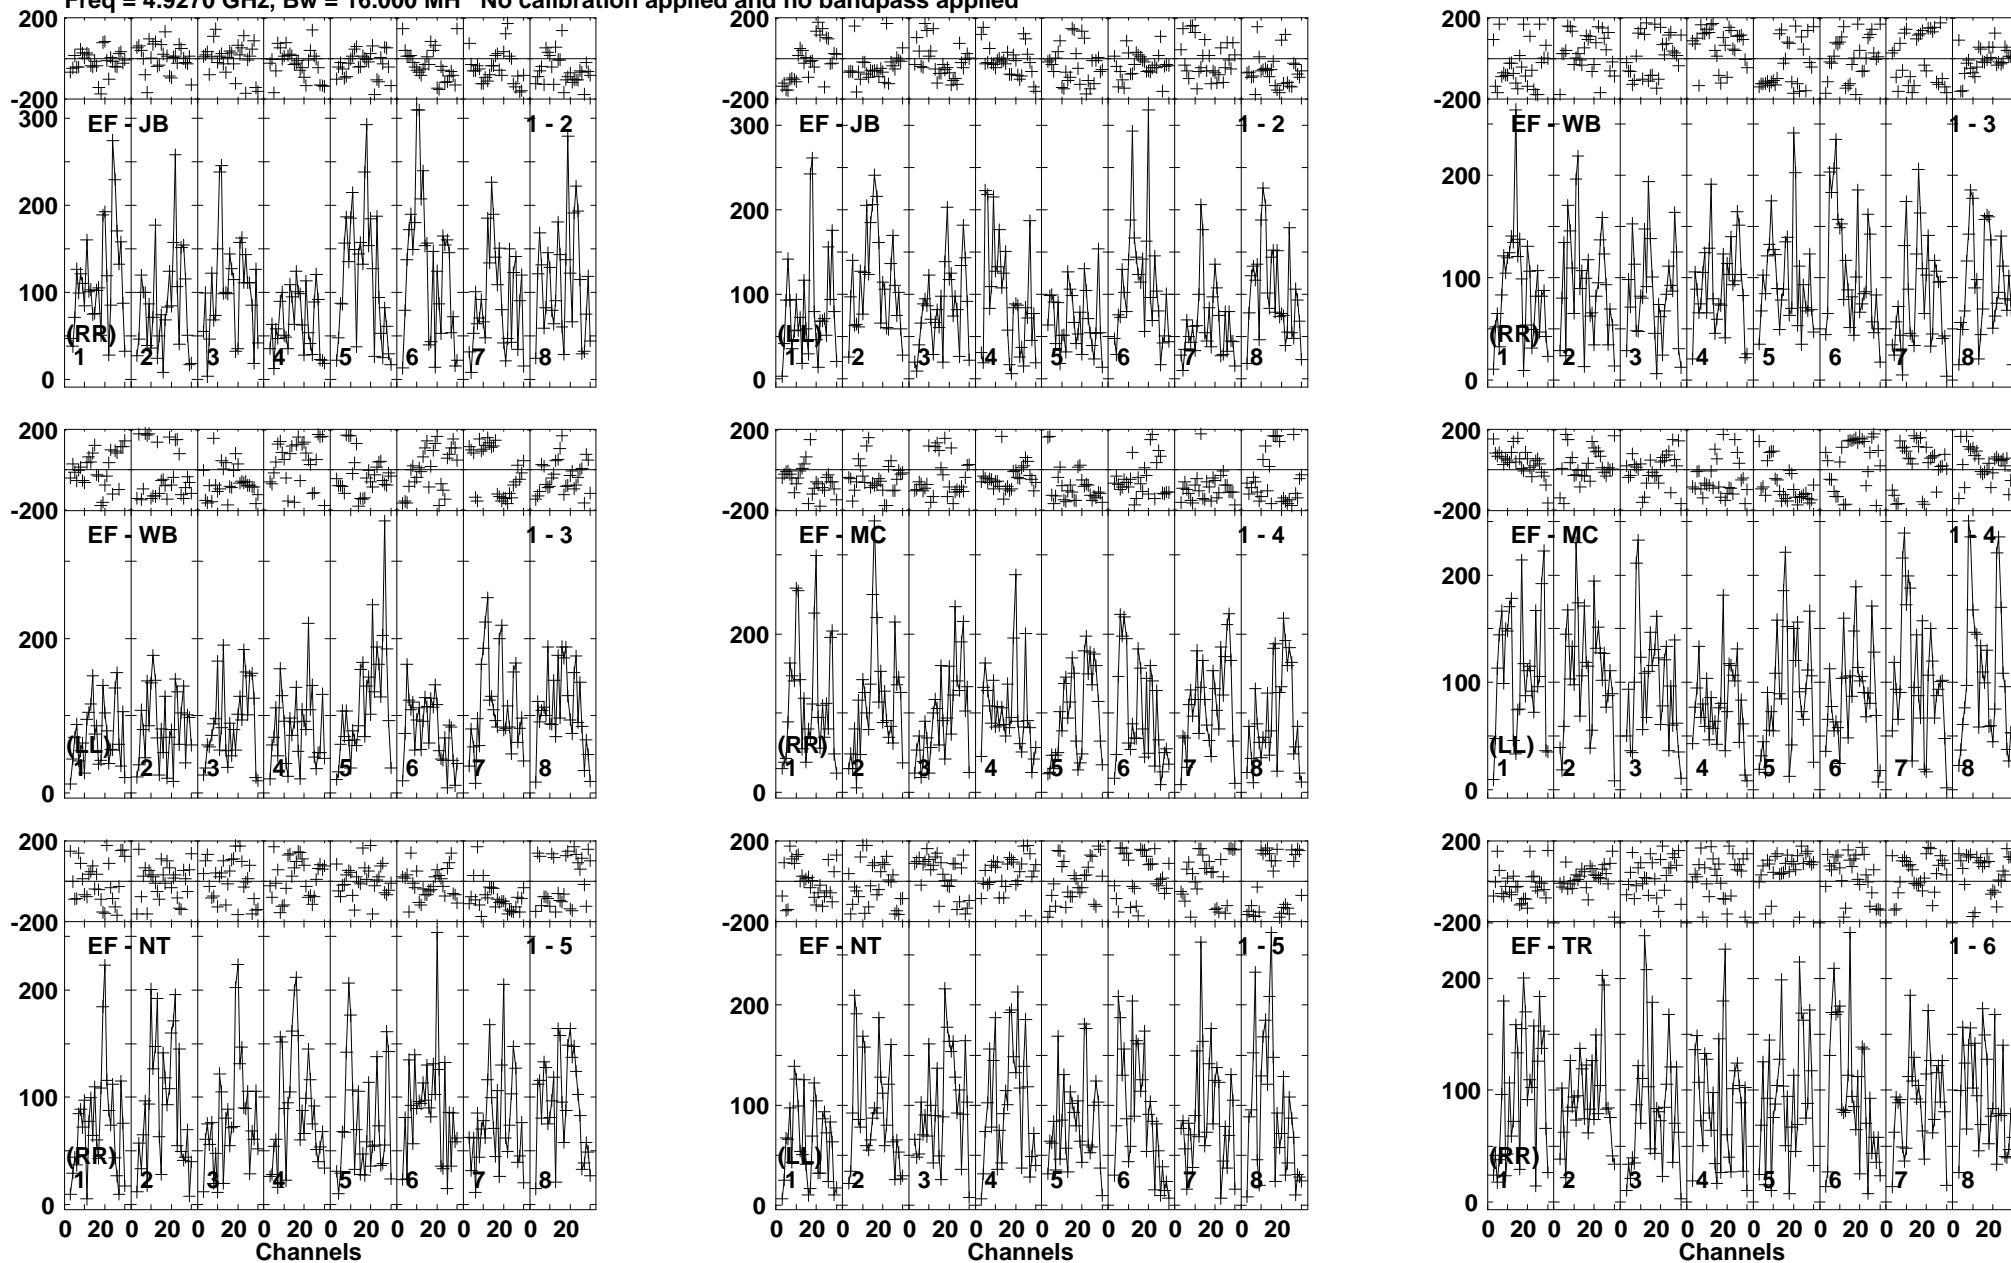 Freq = 4.9270 GHz, Bw = 16.000 MH No calibration applied and no bandpass applied
200 200 200
-200 -200 -200
300 EF - JB 1 - 2 300 EF - JB 1 - 2 EF - WB 1 - 3
200 200 200
100 100 100
(RR) (LL) (RR)
1 2 3 4 5 6 7 8 1 2 3 4 5 6 7 8 1 2 3 4 5 6 7 8
0 0 0
200 200 200
-200 -200 -200
EF - WB 1 - 3 EF - MC 1 - 4 EF - MC 1 - 4
200 200 200
100
(LL) (RR) (LL)
1 2 3 4 5 6 7 8 1 2 3 4 5 6 7 8 1 2 3 4 5 6 7 8
0 0 0
200 200 200
-200 -200 -200
EF - NT 1 - 5 EF - NT 1 - 5 EF - TR 1 - 6
200 200 200
100 100 100
(RR) (LL) (RR)
1 2 3 4 5 6 7 8 1 2 3 4 5 6 7 8 1 2 3 4 5 6 7 8
0 0 0
0 20 0 20 0 20 0 20 0 20 0 20 0 20 0 20 0 20 0 20 0 20 0 20 0 20 0 20 0 20 0 20 0 20 0 20 0 20 0 20 0 20 0 20 0 20 0 20
Channels Channels Channels